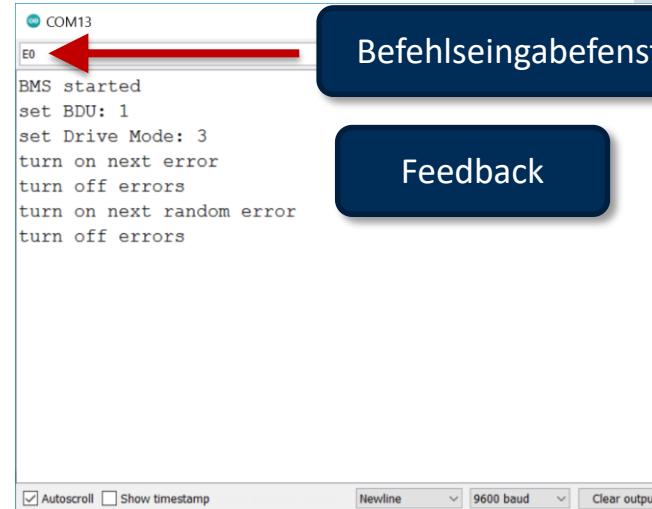 COM13
E0
Befehlseingabefenst
BMS started
set BDU: 1
set Drive Mode: 3
turn on next error
turn off errors
turn on next random error
turn off errors
Feedback
Autoscroll Show timestamp Newline 9600 baud Clear outpu